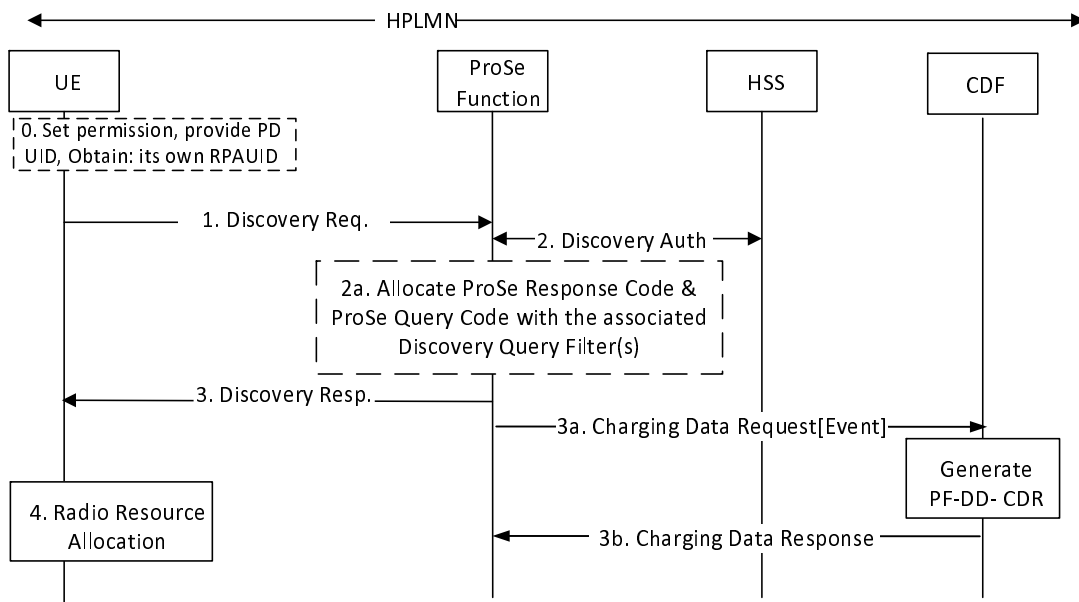 HPLMN
UE
ProSe
Function
HSS
CDF
0. Set permission, provide PD
UID, Obtain: its own RPAUID
1. Discovery Req.
2. Discovery Auth
2a. Allocate ProSe Response Code &
ProSe Query Code with the associated
Discovery Query Filter(s)
3. Discovery Resp.
3a. Charging Data Request[Event]
Generate
PF-DD- CDR
4. Radio Resource
Allocation
3b. Charging Data Response